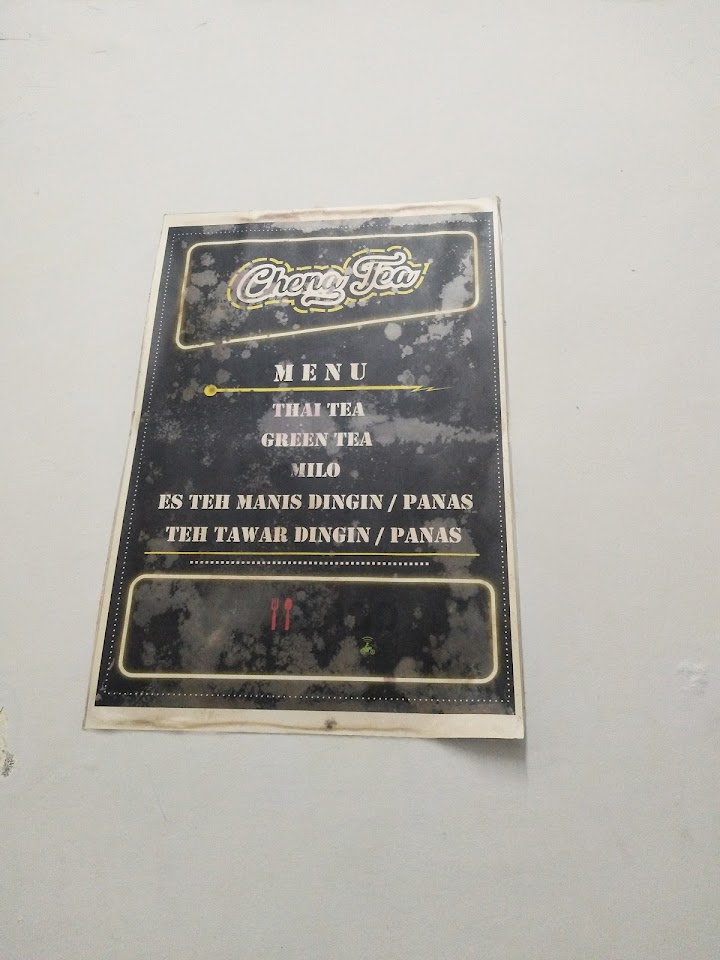 Cheng Tea
MENU
THAI TEA
GREEN TEA
MILO
ES TEH MANIS DINGIN / PANAS
TEH TAWAR DINGIN / PANAS